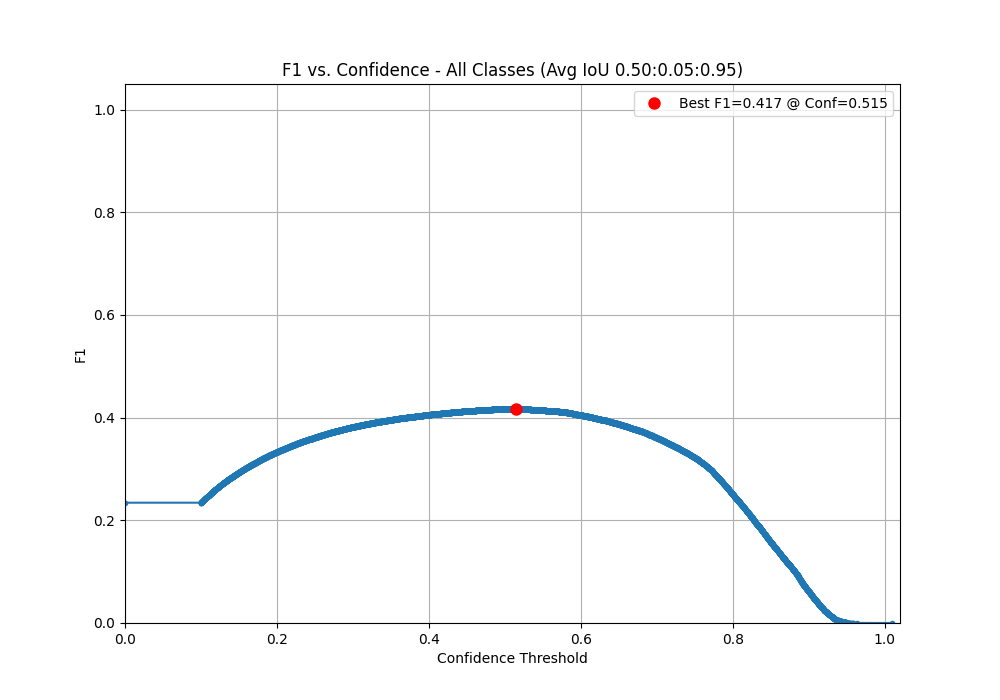 F1 vs. Confidence - All Classes (Avg IoU 0.50:0.05:0.95)
Best F1=0.417 @ Conf=0.515
1.0
0.8
0.6
0.4
0.2
0.0
F1
0.0 0.2 0.4 0.6 0.8 1.0
Confidence Threshold